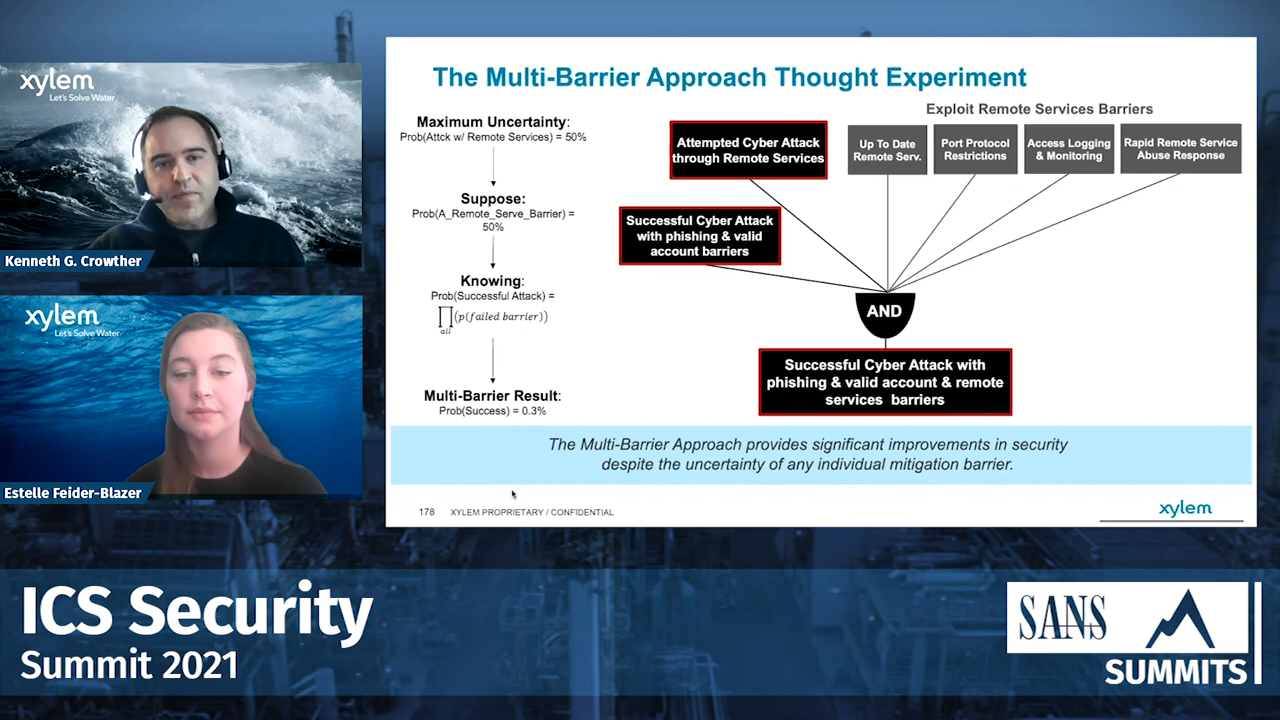 xylem
Let's Solve Water
Kenneth G. Crowther
xylem
Let's Solve Water
Estelle Feider-Blazer
The Multi-Barrier Approach Thought Experiment
Maximum Uncertainty:
Prob(Attck w/ Remote Services) = 50%
Suppose:
Prob(A_Remote_Serve_Barrier) =
50%
Knowing:
Prob(Successful Attack) =
∏(p(failed barrier))
all
Multi-Barrier Result:
Prob(Success) = 0.3%
Exploit Remote Services Barriers
Attempted Cyber Attack
through Remote Services
Up To Date
Remote Serv.
Port Protocol
Restrictions
Access Logging
& Monitoring
Rapid Remote Service
Abuse Response
Successful Cyber Attack
with phishing & valid
account barriers
AND
Successful Cyber Attack with
phishing & valid account & remote
services barriers
The Multi-Barrier Approach provides significant improvements in security
despite the uncertainty of any individual mitigation barrier.
178 XYLEM PROPRIETARY / CONFIDENTIAL
xylem
ICS Security
Summit 2021
SANS
SUMMITS